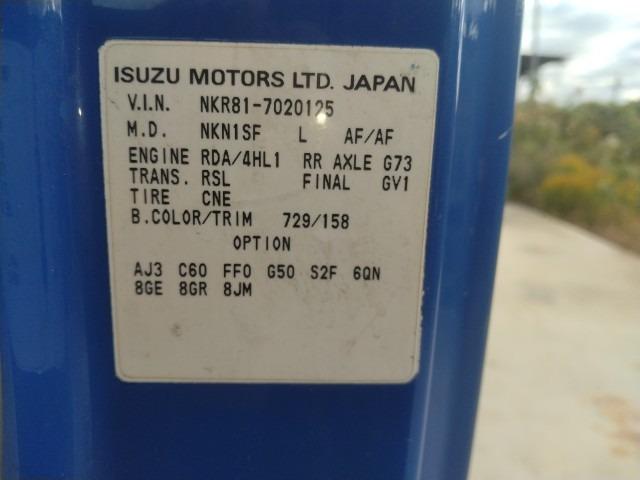 ISUZU MOTORS LTD. JAPAN
V.I.N. NKR81-7020125
M.D. NKN1SF L AF/AF
ENGINE RDA/4HL1 RR AXLE G73
TRANS. RSL FINAL GV1
TIRE CNE
B.COLOR/TRIM 729/158
OPTION
AJ3 C60 FF0 G50 S2F 6QN
8GE 8GR 8JM